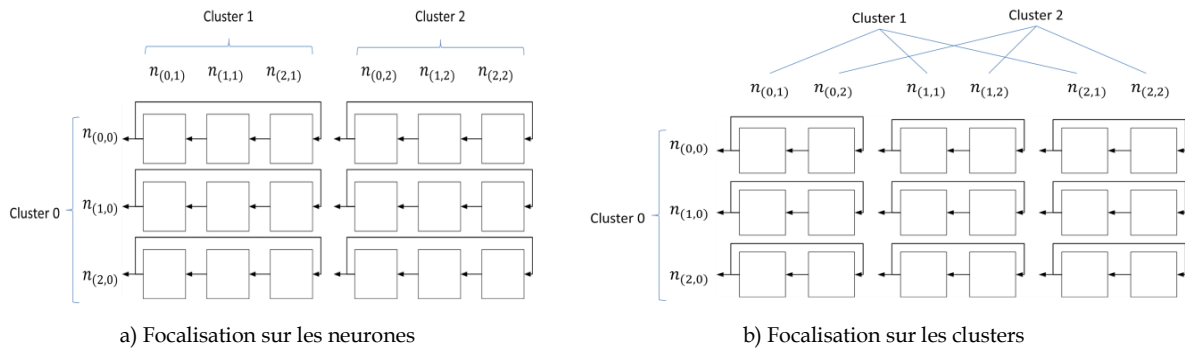 Cluster 1 Cluster 2
n(0,1) n(1,1) n(2,1) n(0,2) n(1,2) n(2,2)
n(0,0)
n(1,0)
Cluster 0
n(2,0)
a) Focalisation sur les neurones
Cluster 1 Cluster 2
n(0,1) n(0,2) n(1,1) n(1,2) n(2,1) n(2,2)
n(0,0)
n(1,0)
Cluster 0
n(2,0)
b) Focalisation sur les clusters